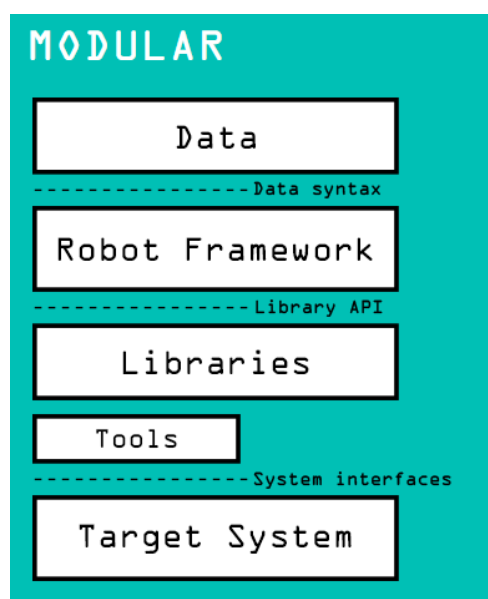 MODULAR
Data
Data syntax
Robot Framework
Library API
Libraries
Tools
System interfaces
Target System